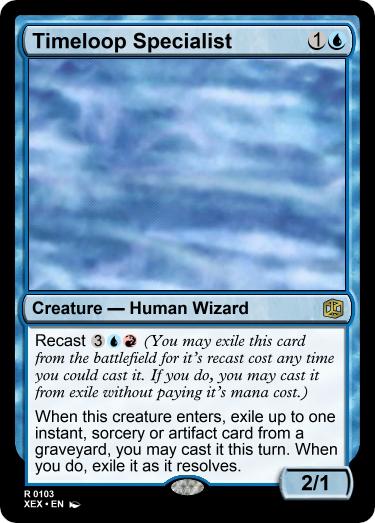 Timeloop Specialist 1
Creature — Human Wizard
Recast 3 (You may exile this card
from the battlefield for it's recast cost any time
you could cast it. If you do, you may cast it
from exile without paying it's mana cost.)
When this creature enters, exile up to one
instant, sorcery or artifact card from a
graveyard, you may cast it this turn. When
you do, exile it as it resolves.
2/1
R 0103
XEX • EN